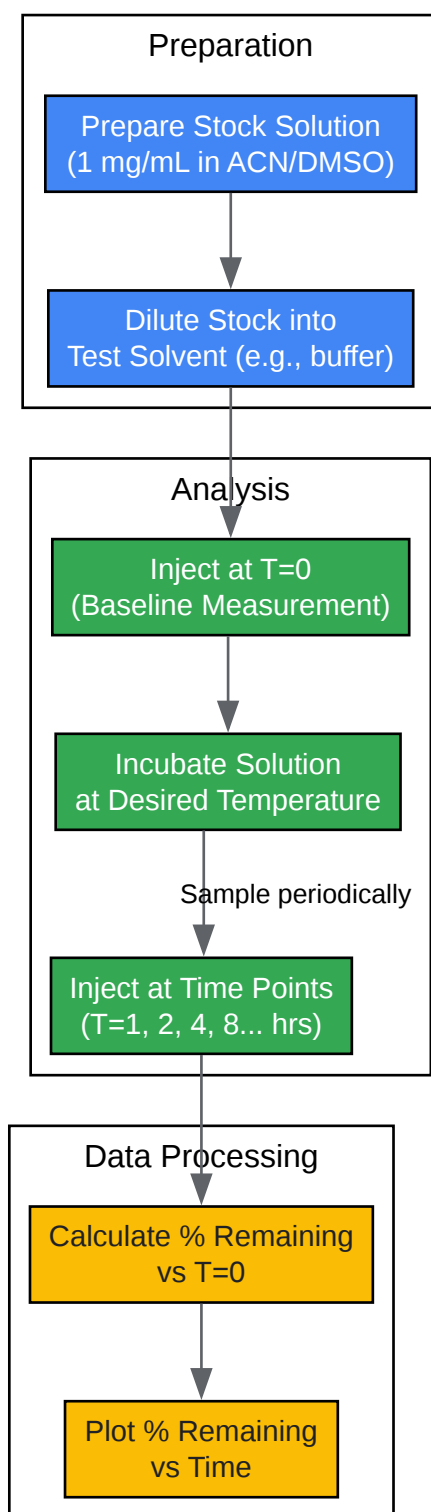 Preparation
Prepare Stock Solution
(1 mg/mL in ACN/DMSO)
Dilute Stock into
Test Solvent (e.g., buffer)
Analysis
Inject at T=0
(Baseline Measurement)
Incubate Solution
at Desired Temperature
Sample periodically
Inject at Time Points
(T=1, 2, 4, 8... hrs)
Data Processing
Calculate % Remaining
vs T=0
Plot % Remaining
vs Time